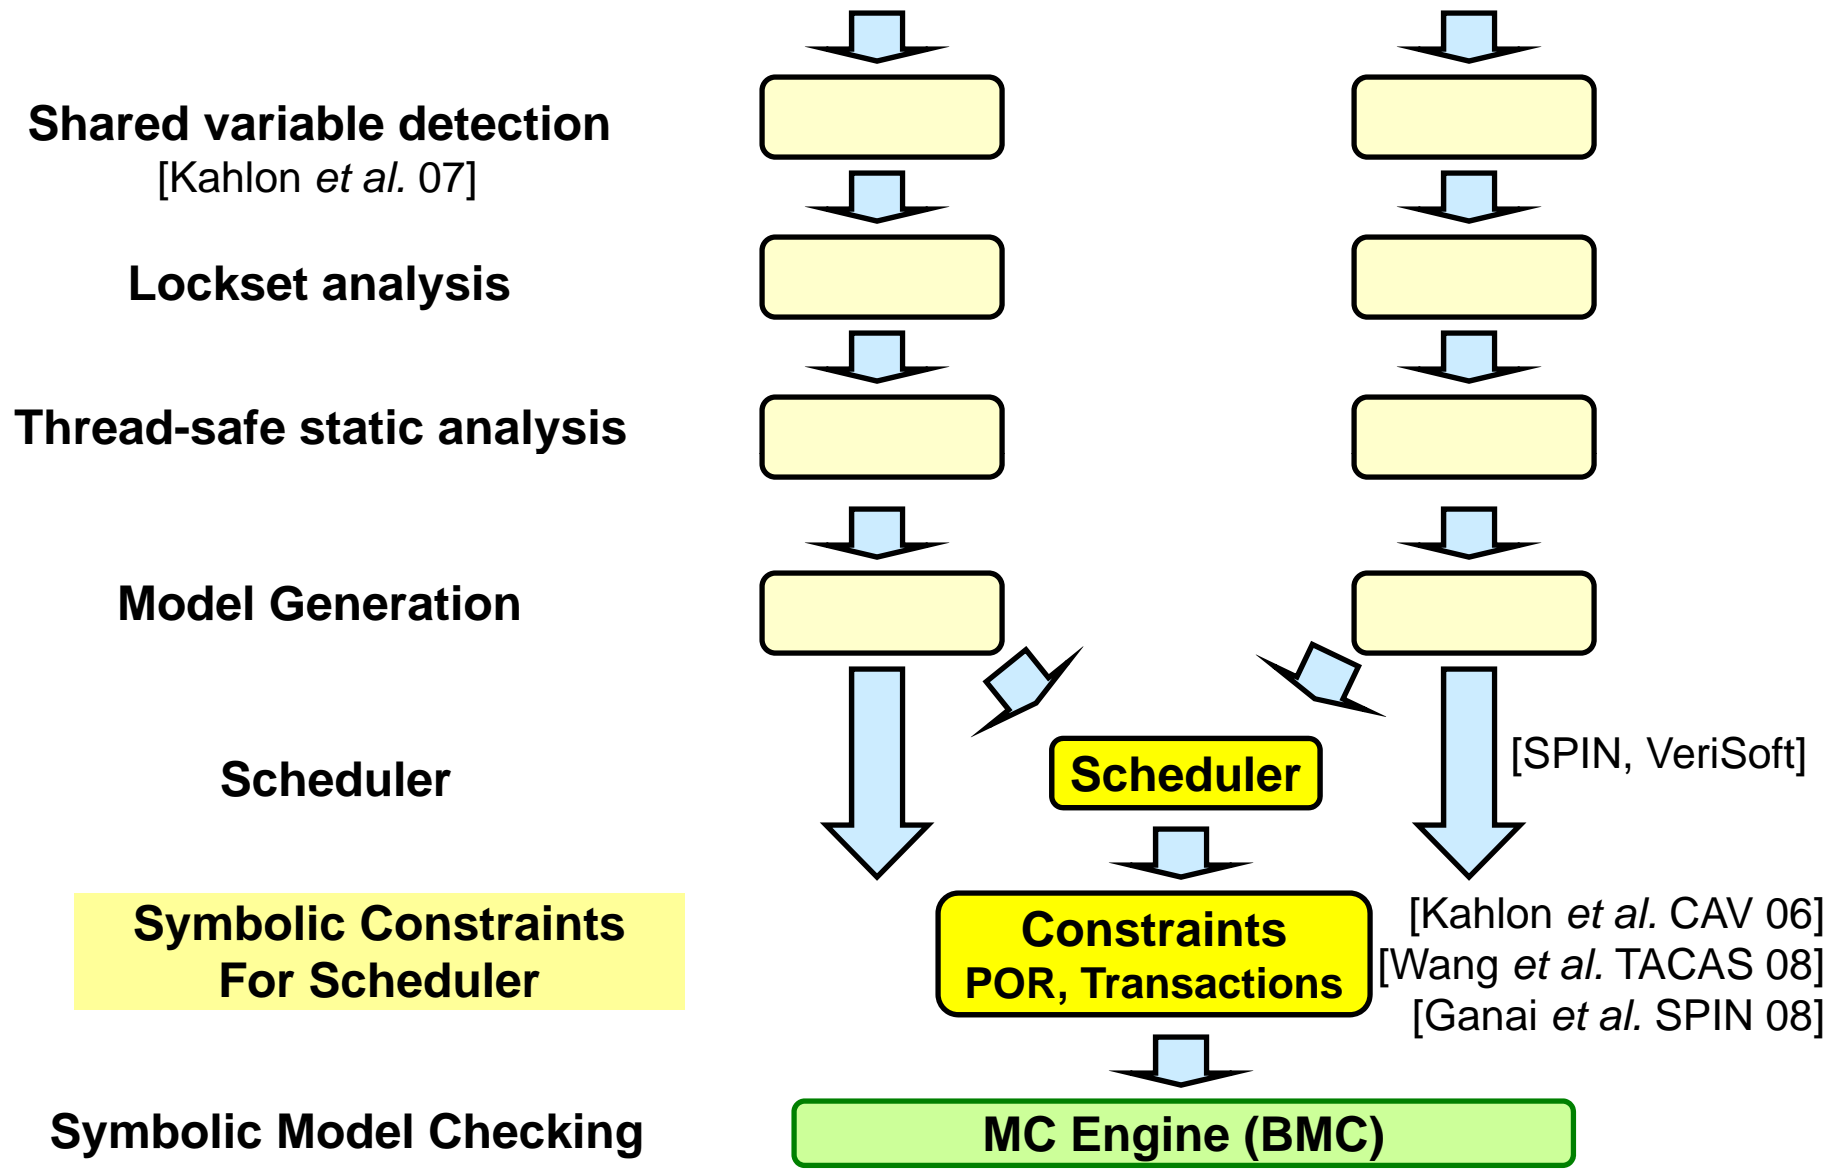 Shared variable detection
[Kahlon et al. 07]
Lockset analysis
Thread-safe static analysis
Model Generation
Scheduler
Scheduler
[SPIN, VeriSoft]
Symbolic Constraints
For Scheduler
Constraints
POR, Transactions
[Kahlon et al. CAV 06]
[Wang et al. TACAS 08]
[Ganai et al. SPIN 08]
Symbolic Model Checking
MC Engine (BMC)